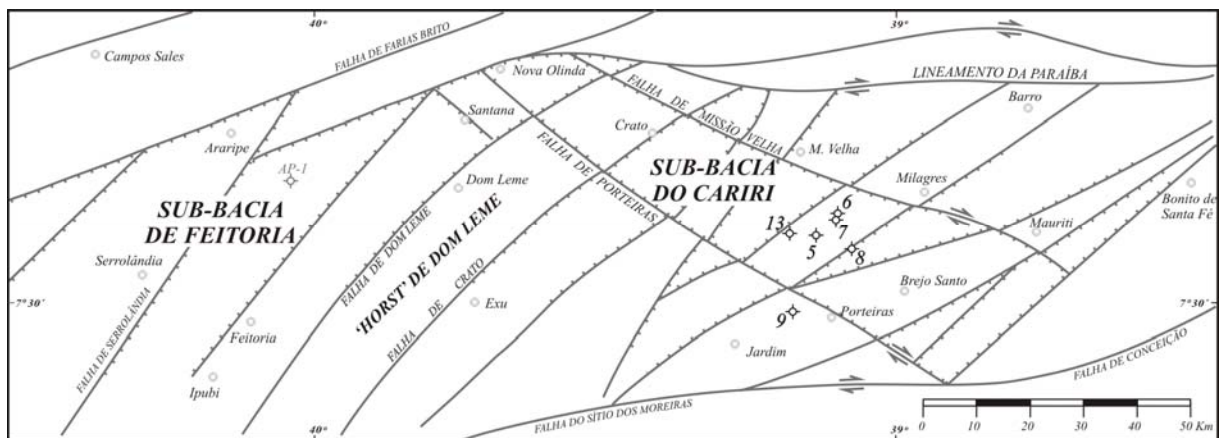 40°
39°
Campos Sales
FALHA DE FARIAS BRITO
Nova Olinda
LINEAMENTO DA PARAÍBA
FALHA DE MISSÃO VELHA
Barro
Santana
Crato
Araripe
M. Velha
AP-1
SUB-BACIA
DO CARIRI
FALHA DE PORTEIRAS
Dom Leme
Milagres
Bonito de
Santa Fé
SUB-BACIA
DE FEITORIA
6
7
13
5
8
Mauriti
FALHA DE DOM LEME
'HORST' DE DOM LEME
Serrolândia
7°30'
FALHA DE SERROLÂNDIA
FALHA DE CRATO
Exu
Brejo Santo
7°30'
9
Porteiras
Feitoria
Jardim
FALHA DE CONCEIÇÃO
Ipubi
FALHA DO SÍTIO DOS MOREIRAS
0 10 20 30 40 50 Km
40°
39°